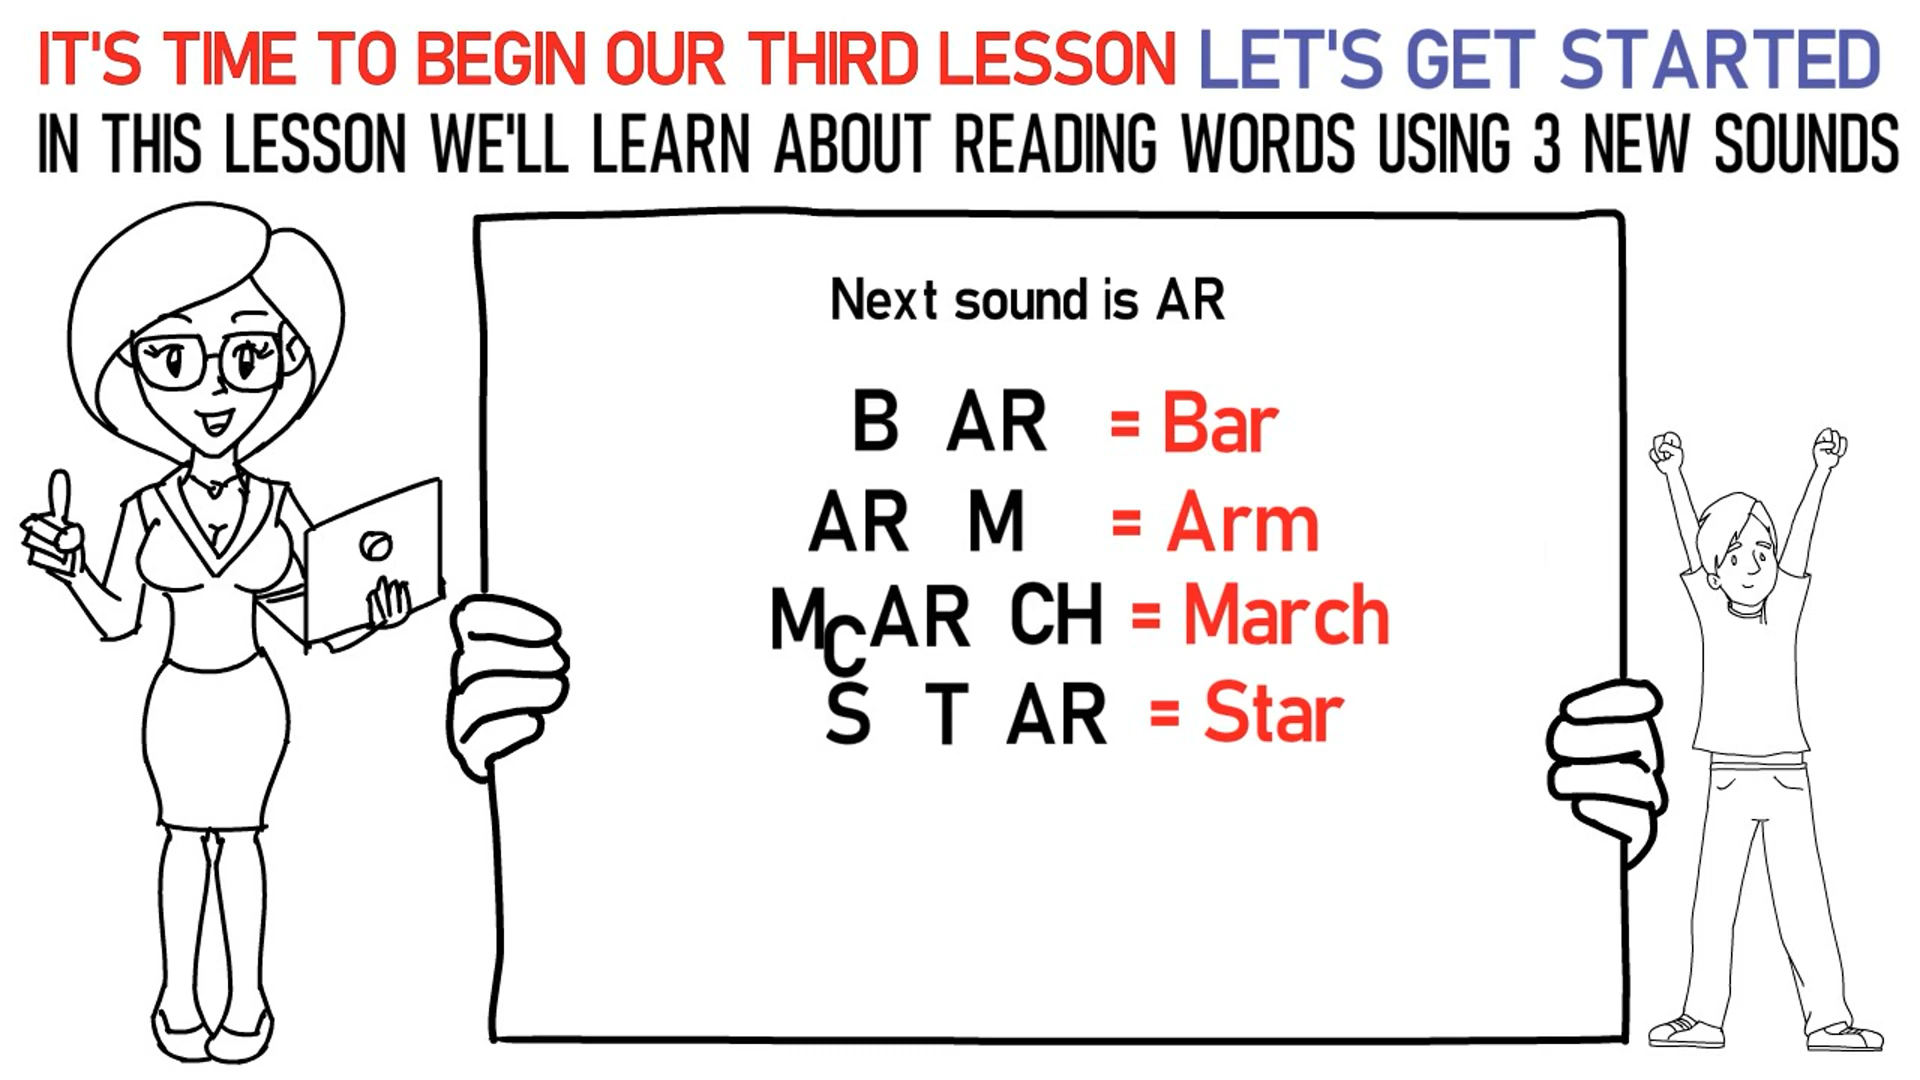 IT'S TIME TO BEGIN OUR THIRD LESSON LET'S GET STARTED
IN THIS LESSON WE'LL LEARN ABOUT READING WORDS USING 3 NEW SOUNDS
Next sound is AR
B AR = Bar
AR M = Arm
M AR CH = March
C
S T AR = Star